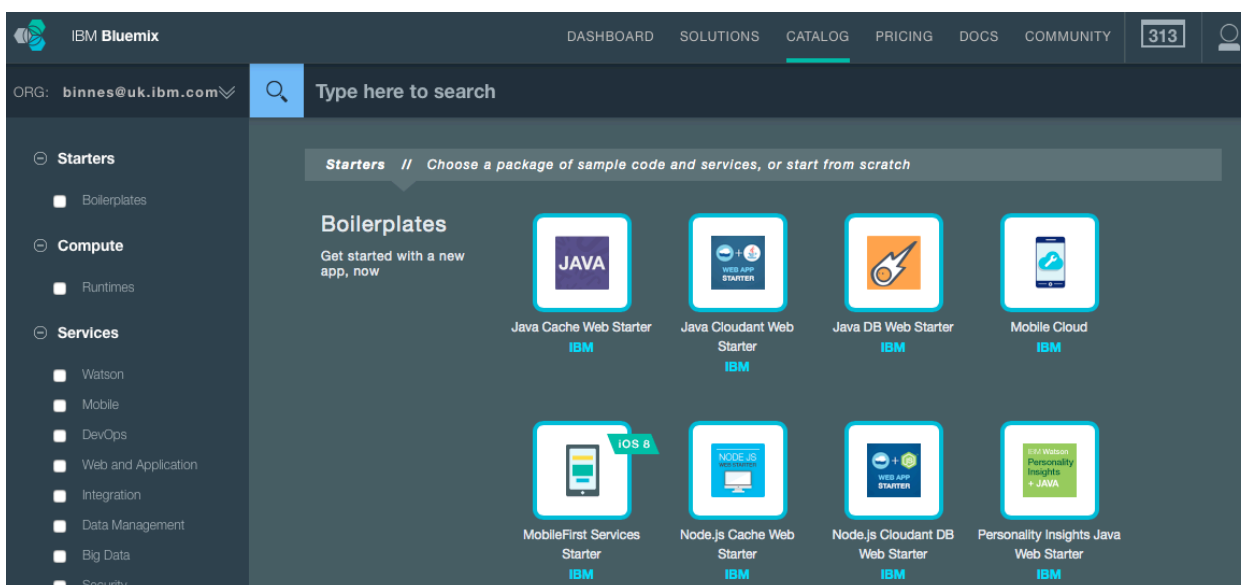 IBM Bluemix
DASHBOARD SOLUTIONS CATALOG PRICING DOCS COMMUNITY 313
ORG: binnes@uk.ibm.com
Type here to search
Starters
Boilerplates
Compute
Runtimes
Services
Watson
Mobile
DevOps
Web and Application
Integration
Data Management
Big Data
Security
Starters // Choose a package of sample code and services, or start from scratch
Boilerplates
Get started with a new
app, now
JAVA
Java Cache Web Starter
IBM
WEB APP
STARTER
Java Cloudant Web
Starter
IBM
Java DB Web Starter
IBM
Mobile Cloud
IBM
iOS 8
MobileFirst Services
Starter
IBM
NODE JS
WEB STARTER
Node.js Cache Web
Starter
IBM
WEB APP
STARTER
Node.js Cloudant DB
Web Starter
IBM
IBM Watson
Personality
Insights
+ JAVA
Personality Insights Java
Web Starter
IBM